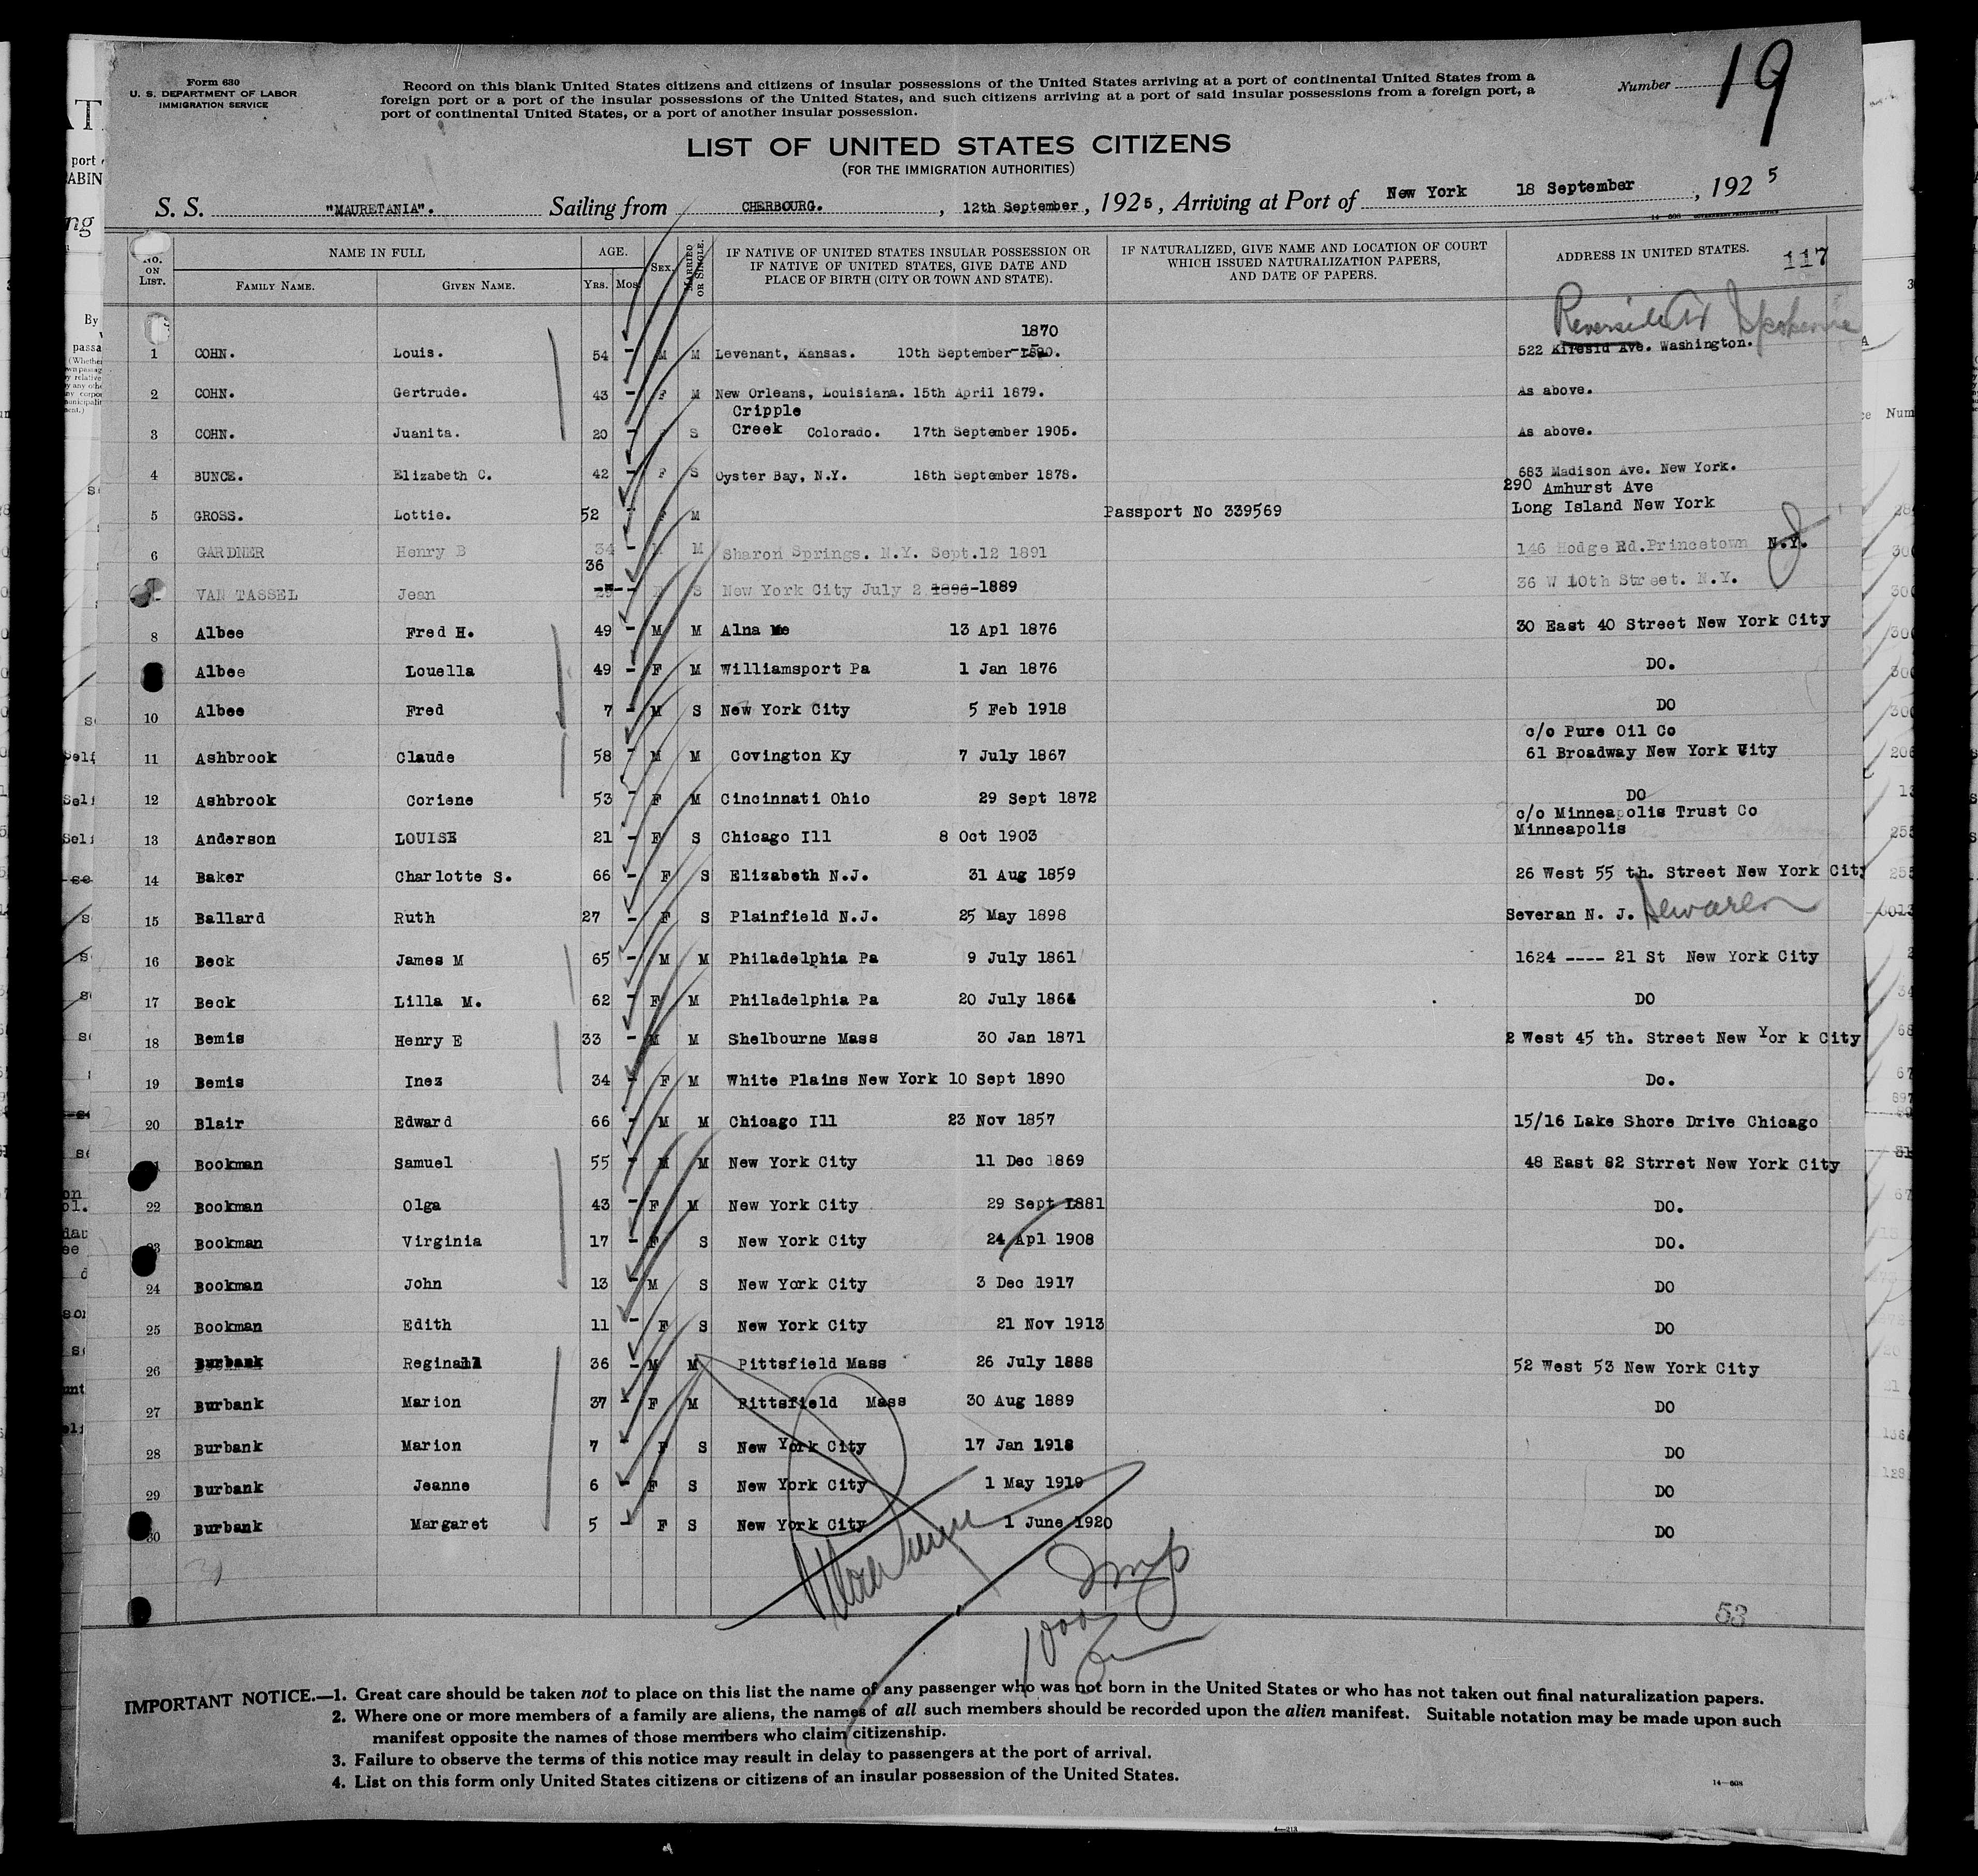 Form 630
U. S. DEPARTMENT OF LABOR
IMMIGRATION SERVICE
Record on this blank United States citizens and citizens of insular possessions of the United States arriving at a port of continental United States from a
foreign port or a port of the insular possessions of the United States, and such citizens arriving at a port of said insular possessions from a foreign port, a
port of continental United States, or a port of another insular possession.
Number 19
LIST OF UNITED STATES CITIZENS
(FOR THE IMMIGRATION AUTHORITIES)
S. S. "MAURETANIA". Sailing from CHERBOURG. , 12th September , 1925 , Arriving at Port of New York 18 September , 1925
14—608 GOVERNMENT PRINTING OFFICE
NO. ON LIST. NAME IN FULL FAMILY NAME. GIVEN NAME. AGE. YRS. MOS. SEX. MARRIED OR SINGLE. IF NATIVE OF UNITED STATES INSULAR POSSESSION OR IF NATIVE OF UNITED STATES, GIVE DATE AND PLACE OF BIRTH (CITY OR TOWN AND STATE). IF NATURALIZED, GIVE NAME AND LOCATION OF COURT WHICH ISSUED NATURALIZATION PAPERS, AND DATE OF PAPERS. ADDRESS IN UNITED STATES. 117
Riverside Av Spokane
1870
1 COHN. Louis. 54 - M M Levenant, Kansas. 10th September 1880. 522 Kiresid Ave. Washington.
2 COHN. Gertrude. 43 - F M New Orleans, Louisiana. 15th April 1879. As above.
Cripple
3 COHN. Juanita. 20 - F S Creek Colorado. 17th September 1905. As above.
4 BUNCE. Elizabeth C. 42 - F S Oyster Bay, N.Y. 18th September 1878. 683 Madison Ave. New York.
290 Amhurst Ave
5 GROSS. Lottie. 52 - F M Passport No 339569 Long Island New York
6 GARDNER Henry B 34 - M M Sharon Springs. N.Y. Sept.12 1891 146 Hodge Rd.Princetown N.Y.
36
VAN TASSEL Jean 29 - F S New York City July 2 1896-1889 36 W 10th Street. N.Y.
8 Albee Fred H. 49 - M M Alna Me 13 Apl 1876 30 East 40 Street New York City
Albee Louella 49 - F M Williamsport Pa 1 Jan 1876 DO.
10 Albee Fred 7 - M S New York City 5 Feb 1918 DO
c/o Pure Oil Co
11 Ashbrook Claude 58 - M M Covington Ky 7 July 1867 61 Broadway New York City
12 Ashbrook Coriene 53 F M Cincinnati Ohio 29 Sept 1872 DO
c/o Minneapolis Trust Co
13 Anderson LOUISE 21 - F S Chicago Ill 8 Oct 1903 Minneapolis
14 Baker Charlotte S. 66 - F S Elizabeth N.J. 31 Aug 1859 26 West 55 th. Street New York City
15 Ballard Ruth 27 - F S Plainfield N.J. 25 May 1898 Severan N. J. Sewaren
16 Beck James M 65 - M M Philadelphia Pa 9 July 1861 1624 ---- 21 St New York City
17 Beck Lilla M. 62 - F M Philadelphia Pa 20 July 1864 DO
18 Bemis Henry E 33 - M M Shelbourne Mass 30 Jan 1871 2 West 45 th. Street New York City
19 Bemis Inez 34 - F M White Plains New York 10 Sept 1890 Do.
20 Blair Edward 66 - M M Chicago Ill 23 Nov 1857 15/16 Lake Shore Drive Chicago
Bookman Samuel 55 - M M New York City 11 Dec 1869 48 East 82 Strret New York City
22 Bookman Olga 43 - F M New York City 29 Sept 1881 DO.
23 Bookman Virginia 17 - F S New York City 24 Apl 1908 DO.
24 Bookman John 13 - M S New York City 3 Dec 1917 DO
25 Bookman Edith 11 - F S New York City 21 Nov 1913 DO
26 Burbank Reginall 36 - M M Pittsfield Mass 26 July 1888 52 West 53 New York City
27 Burbank Marion 37 - F M Pittsfield Mass 30 Aug 1889 DO
28 Burbank Marion 7 - F S New York City 17 Jan 1918 DO
29 Burbank Jeanne 6 - F S New York City 1 May 1919 DO
30 Burbank Margaret 5 - F S New York City 1 June 1920 DO
53
IMPORTANT NOTICE.—1. Great care should be taken not to place on this list the name of any passenger who was not born in the United States or who has not taken out final naturalization papers.
2. Where one or more members of a family are aliens, the names of all such members should be recorded upon the alien manifest. Suitable notation may be made upon such
manifest opposite the names of those members who claim citizenship.
3. Failure to observe the terms of this notice may result in delay to passengers at the port of arrival.
4. List on this form only United States citizens or citizens of an insular possession of the United States.
14—608